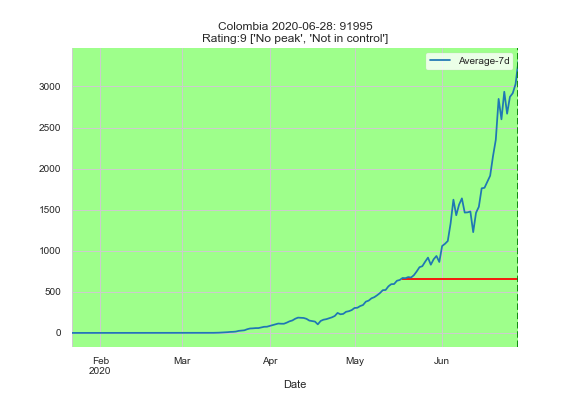 Colombia 2020-06-28: 91995
Rating:9 ['No peak', 'Not in control']
Average-7d
3000
2500
2000
1500
1000
500
0
Feb
2020
Mar
Apr
May
Jun
Date